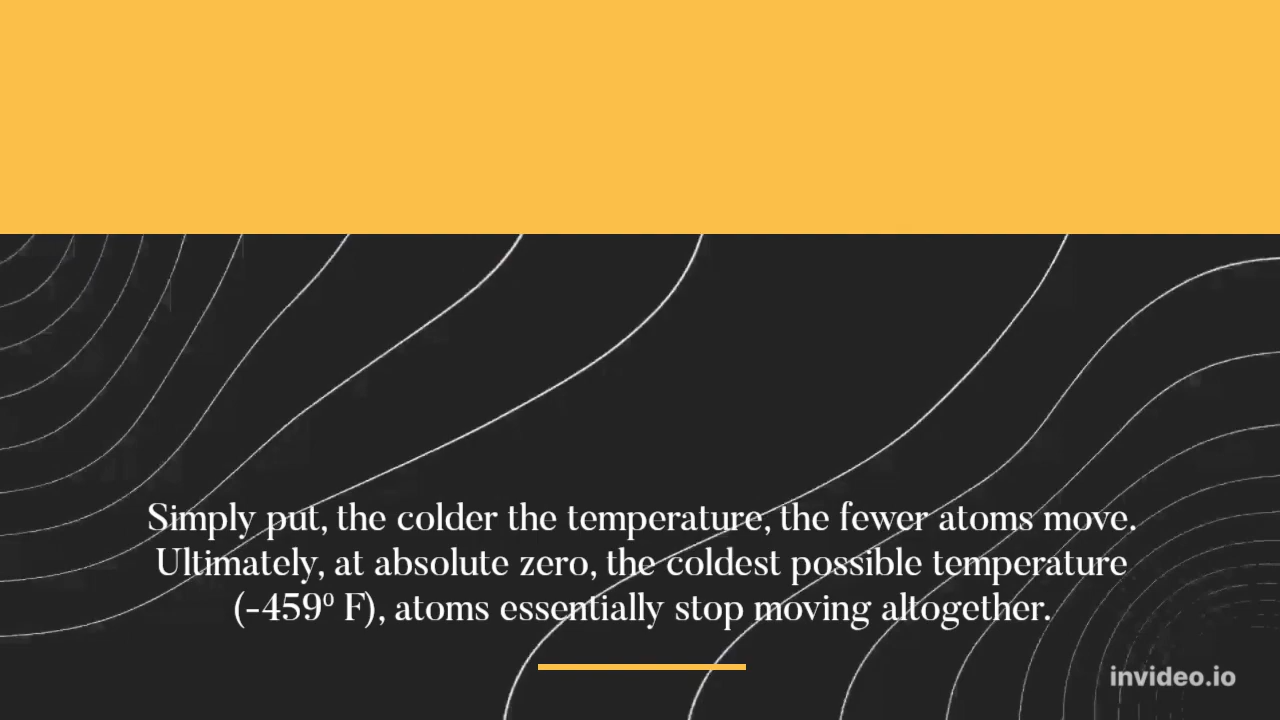 Simply put, the colder the temperature, the fewer atoms move.
Ultimately, at absolute zero, the coldest possible temperature
(-459⁰ F), atoms essentially stop moving altogether.
invideo.io